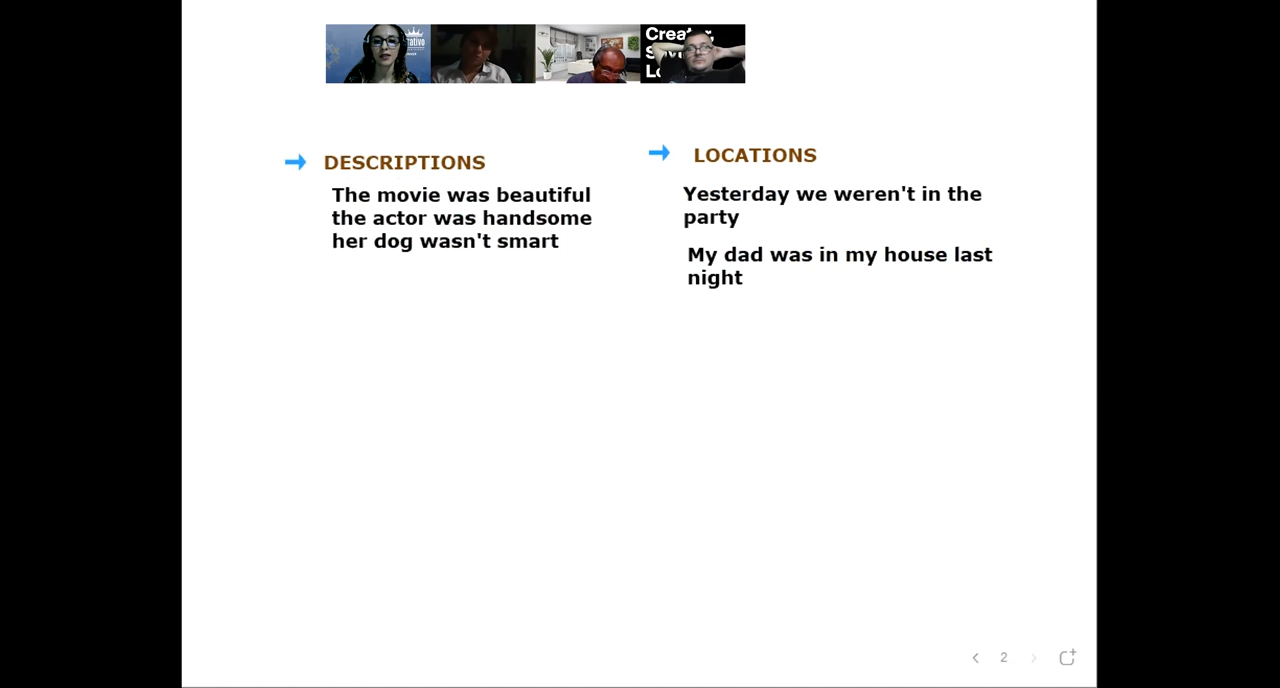 Creator,
DESCRIPTIONS
The movie was beautiful
the actor was handsome
her dog wasn't smart
LOCATIONS
Yesterday we weren't in the
party
My dad was in my house last
night
2